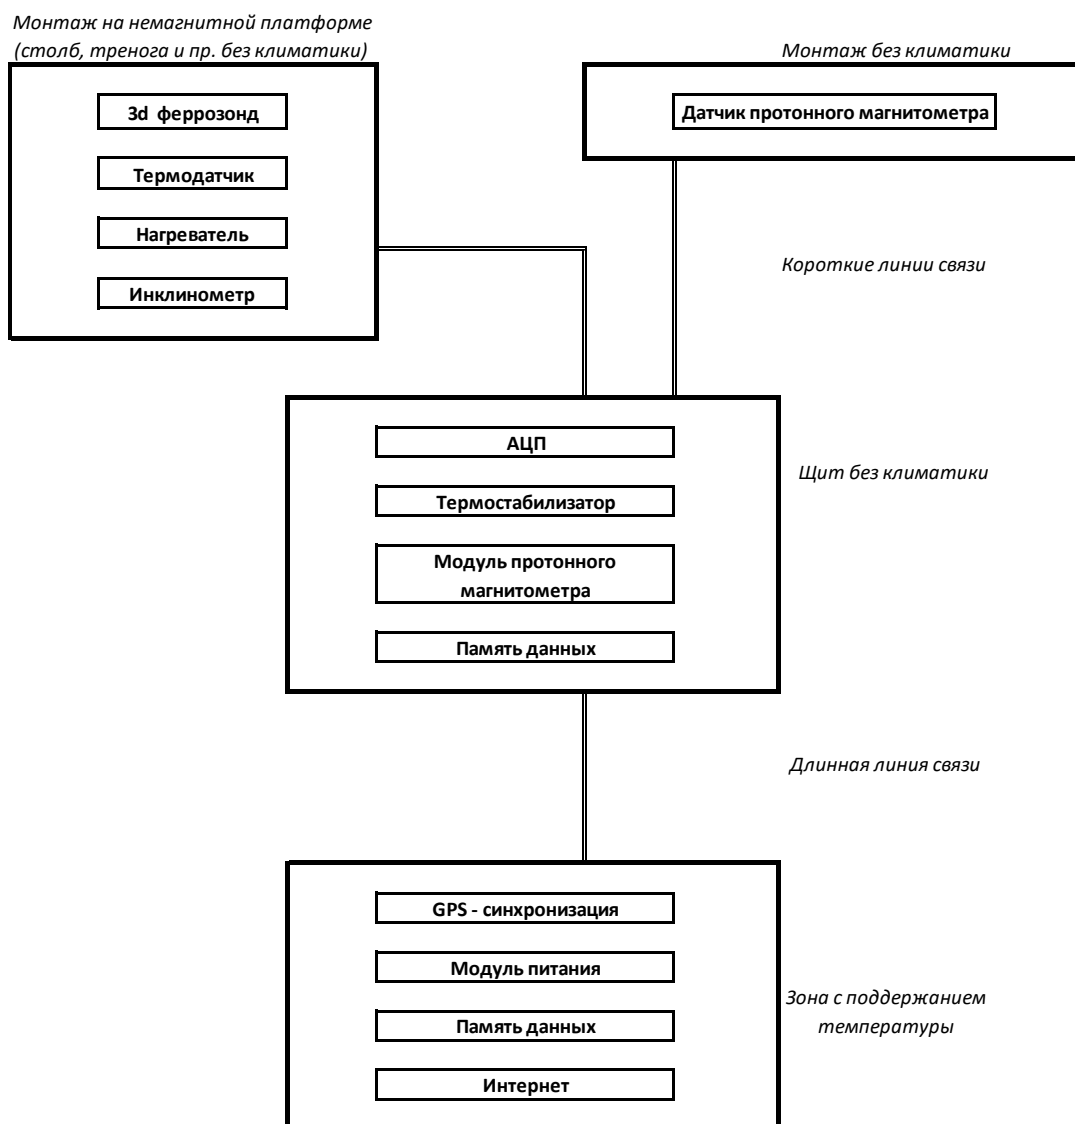 Монтаж на немагнитной платформе
(столб, тренога и пр. без климатики)
Монтаж без климатики
3d феррозонд
Термодатчик
Нагреватель
Инклинометр
Датчик протонного магнитометра
Короткие линии связи
АЦП
Термостабилизатор
Модуль протонного
магнитометра
Память данных
Щит без климатики
Длинная линия связи
GPS - синхронизация
Модуль питания
Память данных
Интернет
Зона с поддержанием
температуры